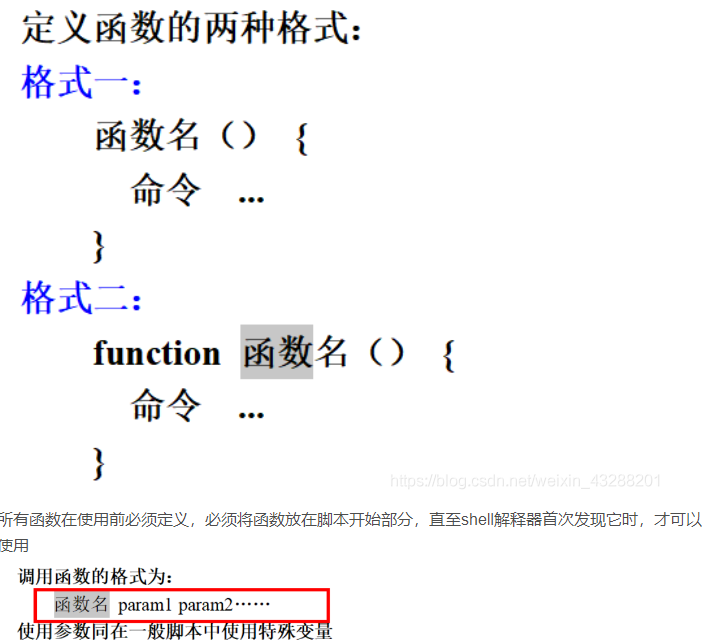 定义函数的两种格式：
格式一：
函数名（） {
命令 ...
}
格式二：
function 函数名（） {
命令 ...
}
https://blog.csdn.net/weixin_43288201
所有函数在使用前必须定义，必须将函数放在脚本开始部分，直至shell解释器首次发现它时，才可以
使用
调用函数的格式为：
函数名 param1 param2……
使用参数同在一般脚本中使用特殊变量